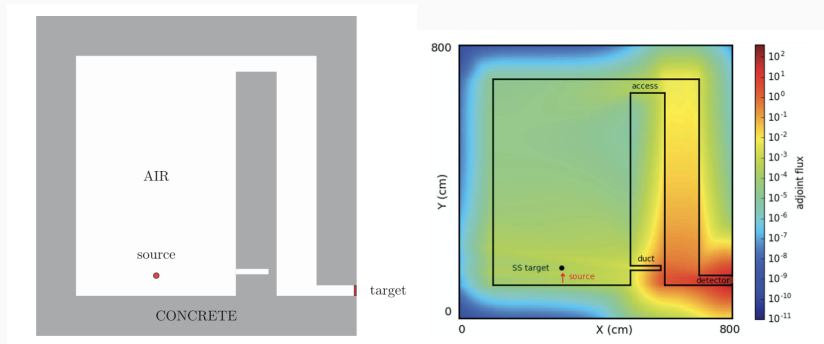 AIR
source
target
CONCRETE
800
access
Y (cm)
duct
SS target
source
detector
0
0
X (cm)
800
10²
10¹
10⁰
10⁻¹
10⁻²
10⁻³
10⁻⁴
10⁻⁵
10⁻⁶
10⁻⁷
10⁻⁸
10⁻⁹
10⁻¹⁰
10⁻¹¹
adjoint flux